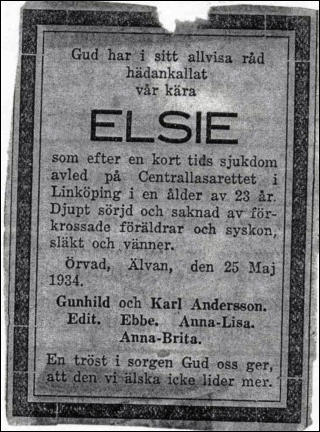 Gud har i sitt allvisa råd
hädankallat
vår kära
ELSIE
som efter en kort tids sjukdom
avled på Centrallasarettet i
Linköping i en ålder av 23 år.
Djupt sörjd och saknad av för-
krossade föräldrar och syskon,
släkt och vänner.
Örvad, Älvan, den 25 Maj
1934.
Gunhild och Karl Andersson.
Edit. Ebbe. Anna-Lisa.
Anna-Brita.
En tröst i sorgen Gud oss ger,
att den vi älska icke lider mer.